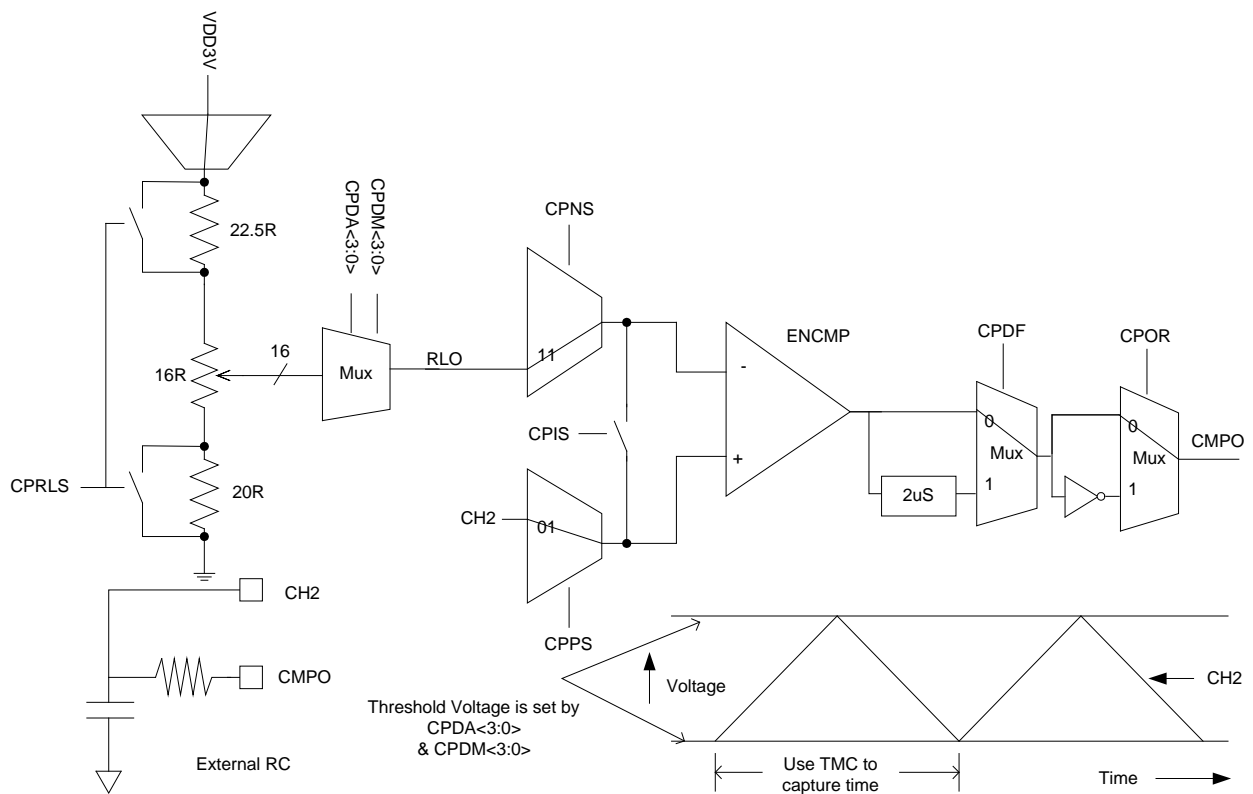 VDD3V
22.5R
16R
20R
CPRLS
16
CPDA<3:0>
CPDM<3:0>
Mux
RLO
CPNS
11
CPIS
CH2
01
CPPS
-
+
ENCMP
2uS
CPDF
0
Mux
1
CPOR
0
Mux
1
CMPO
CH2
CMPO
External RC
Threshold Voltage is set by
CPDA<3:0>
& CPDM<3:0>
Voltage
CH2
Use TMC to
capture time
Time